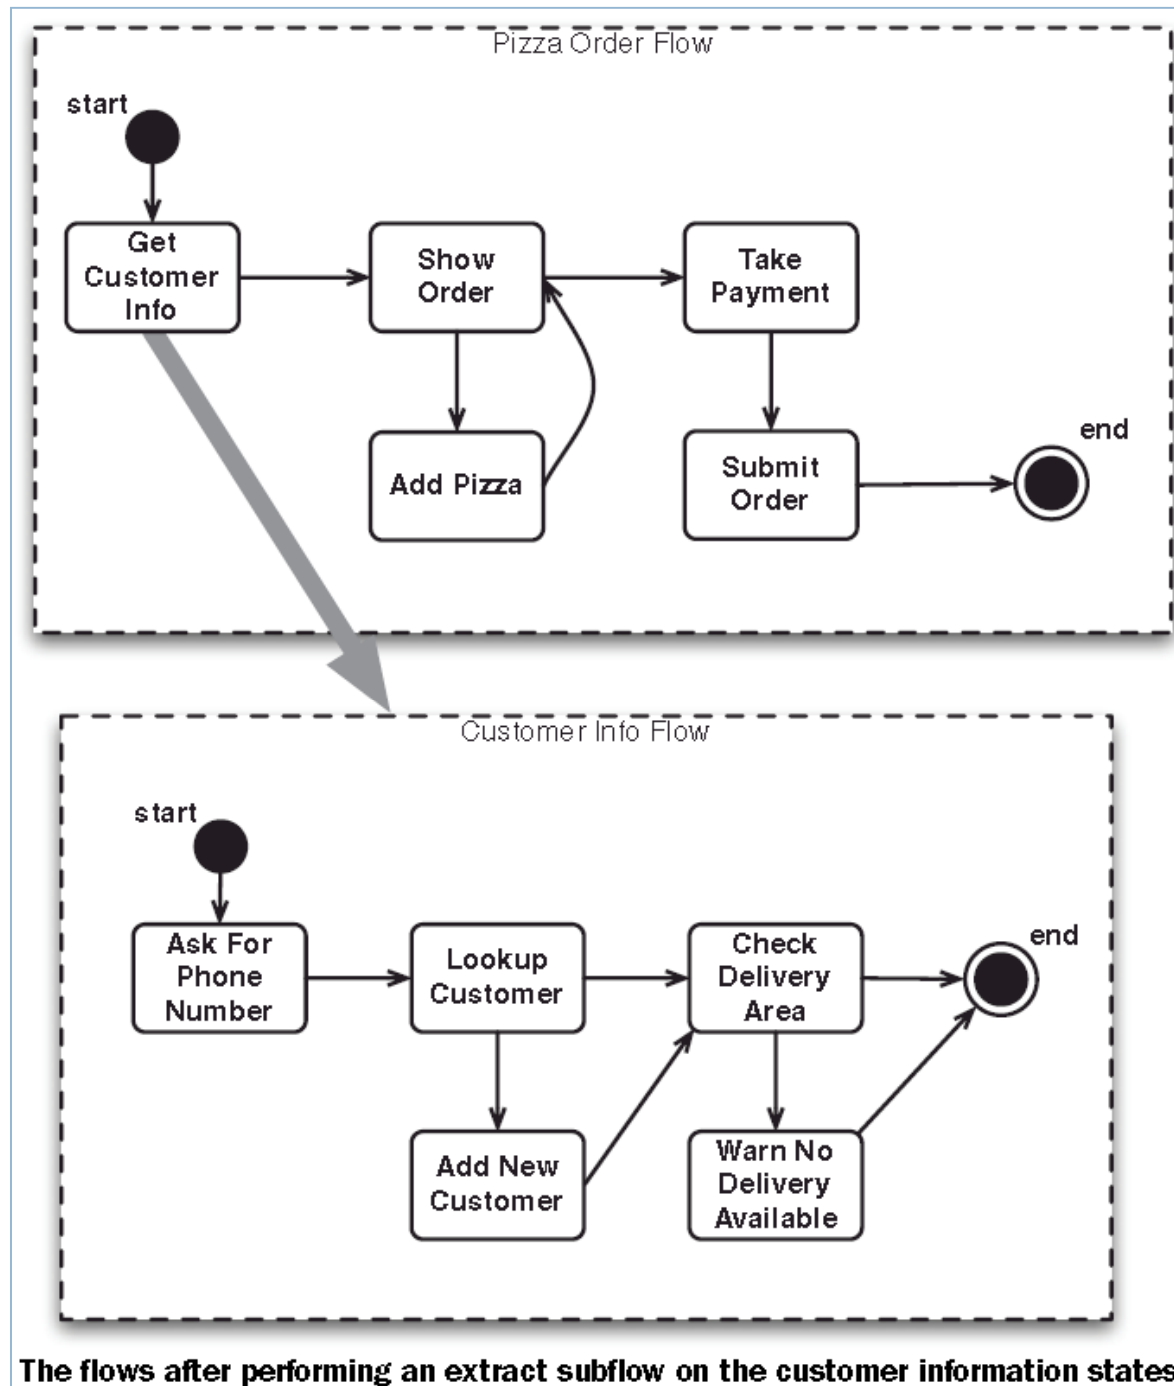 Pizza Order Flow
start
Get
Customer
Info
Show
Order
Take
Payment
Add Pizza
Submit
Order
end
Customer Info Flow
start
Ask For
Phone
Number
Lookup
Customer
Check
Delivery
Area
end
Add New
Customer
Warn No
Delivery
Available
The flows after performing an extract subflow on the customer information states